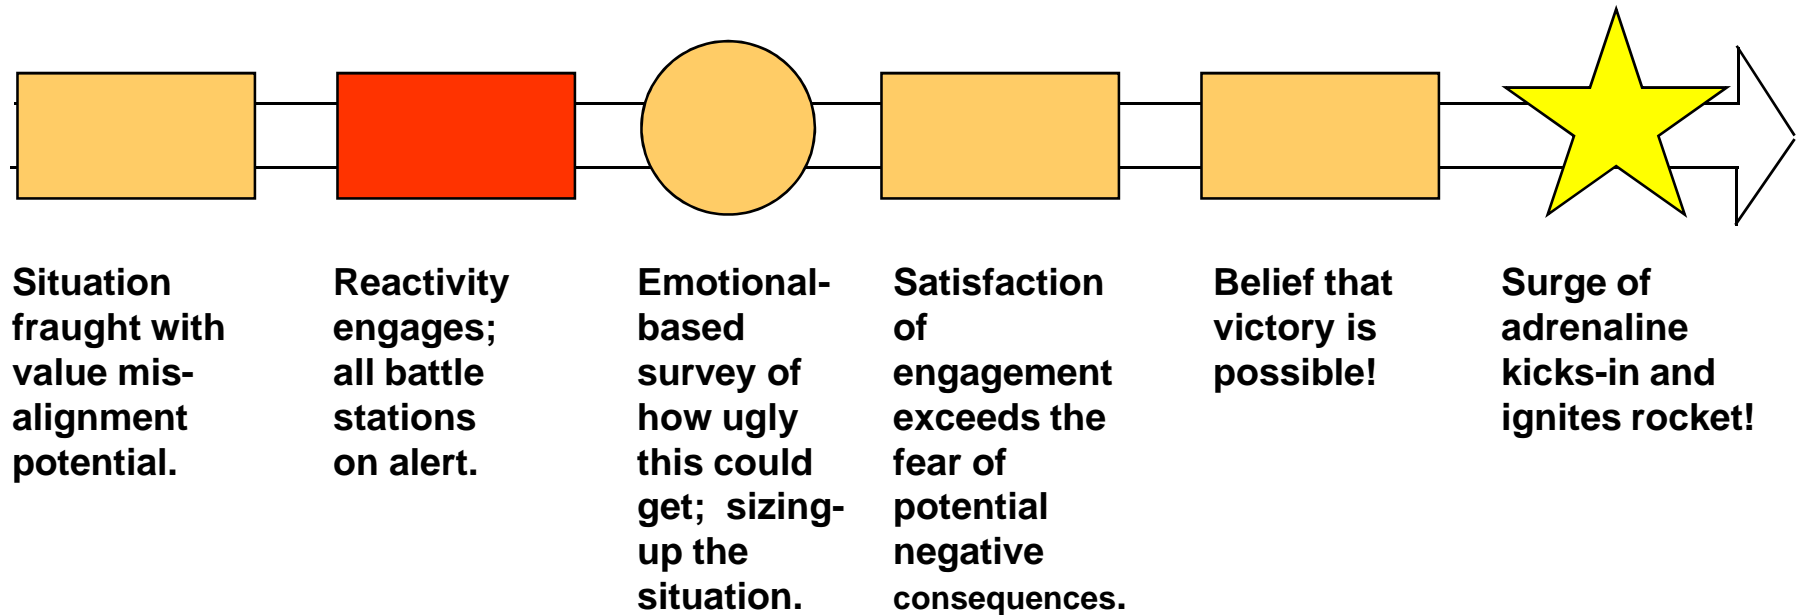 Situation
fraught with
value mis-
alignment
potential.
Reactivity
engages;
all battle
stations
on alert.
Emotional-
based
survey of
how ugly
this could
get;  sizing-
up the
situation.
Satisfaction
of
engagement
exceeds the
fear of
potential
negative
consequences.
Belief that
victory is
possible!
Surge of
adrenaline
kicks-in and
ignites rocket!